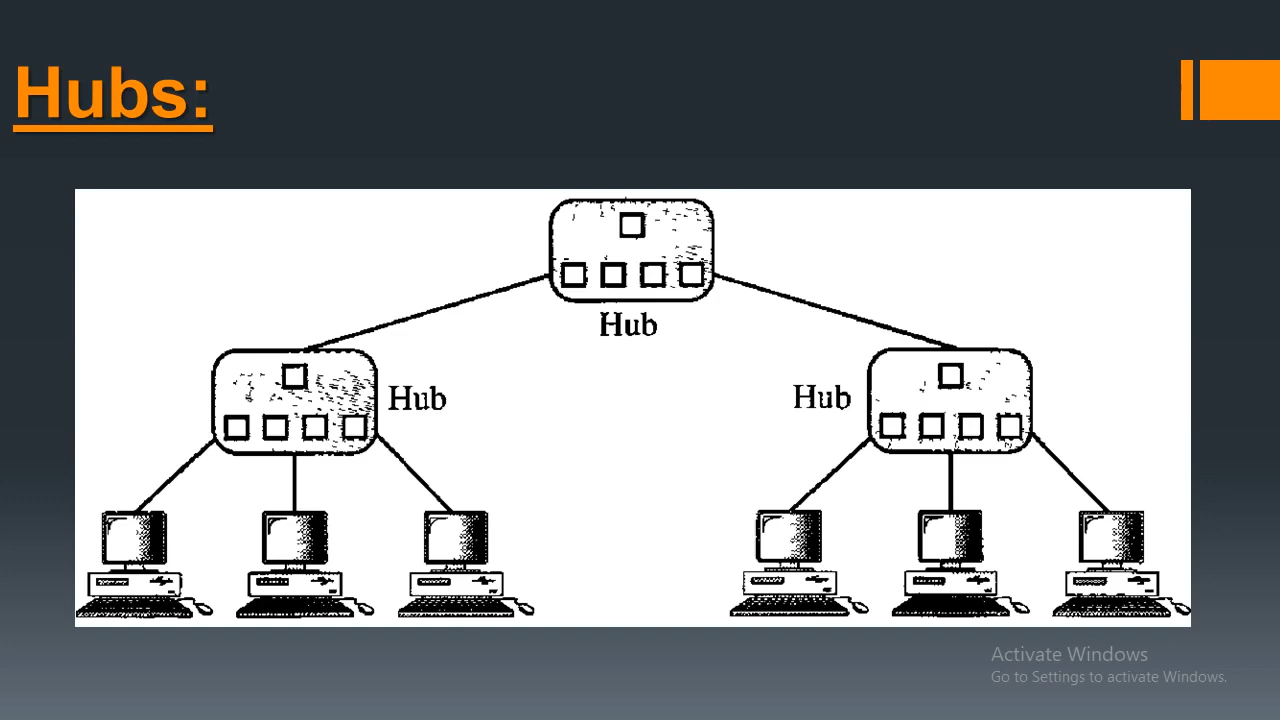 Hubs:
Hub
Hub
Hub
Activate Windows
Go to Settings to activate Windows.